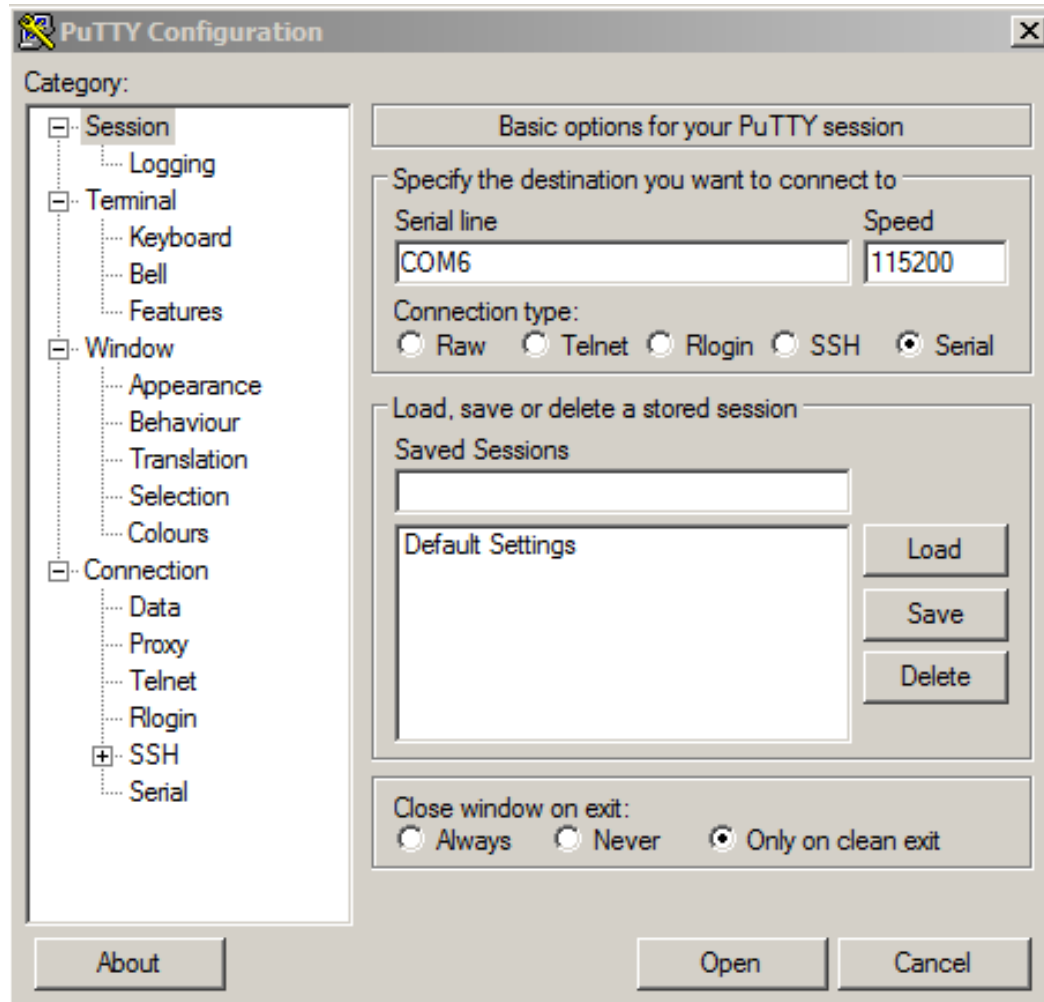 PuTTY Configuration
Category:
Session
Logging
Terminal
Keyboard
Bell
Features
Window
Appearance
Behaviour
Translation
Selection
Colours
Connection
Data
Proxy
Telnet
Rlogin
SSH
Serial
Basic options for your PuTTY session
Specify the destination you want to connect to
Serial line Speed
COM6 115200
Connection type:
Raw Telnet Rlogin SSH Serial
Load, save or delete a stored session
Saved Sessions
Default Settings
Load
Save
Delete
Close window on exit:
Always Never Only on clean exit
About Open Cancel